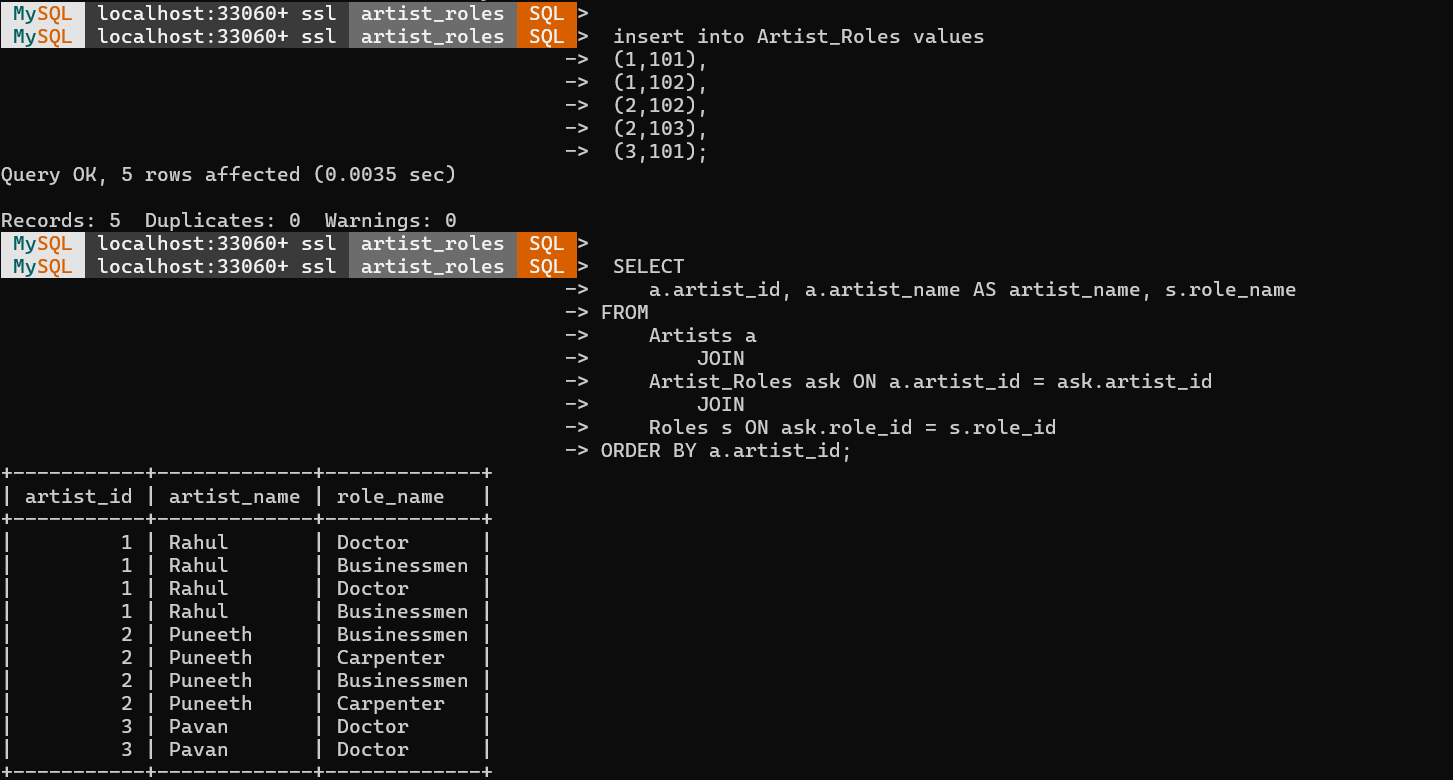 MySQL localhost:33060+ ssl artist_roles SQL >
MySQL localhost:33060+ ssl artist_roles SQL > insert into Artist_Roles values
-> (1,101),
-> (1,102),
-> (2,102),
-> (2,103),
-> (3,101);
Query OK, 5 rows affected (0.0035 sec)
Records: 5  Duplicates: 0  Warnings: 0
MySQL localhost:33060+ ssl artist_roles SQL >
MySQL localhost:33060+ ssl artist_roles SQL > SELECT
->     a.artist_id, a.artist_name AS artist_name, s.role_name
-> FROM
->     Artists a
->         JOIN
->     Artist_Roles ask ON a.artist_id = ask.artist_id
->         JOIN
->     Roles s ON ask.role_id = s.role_id
-> ORDER BY a.artist_id;
+-----------+-------------+-------------+
| artist_id | artist_name | role_name   |
+-----------+-------------+-------------+
|         1 | Rahul       | Doctor      |
|         1 | Rahul       | Businessmen |
|         1 | Rahul       | Doctor      |
|         1 | Rahul       | Businessmen |
|         2 | Puneeth     | Businessmen |
|         2 | Puneeth     | Carpenter   |
|         2 | Puneeth     | Businessmen |
|         2 | Puneeth     | Carpenter   |
|         3 | Pavan       | Doctor      |
|         3 | Pavan       | Doctor      |
+-----------+-------------+-------------+